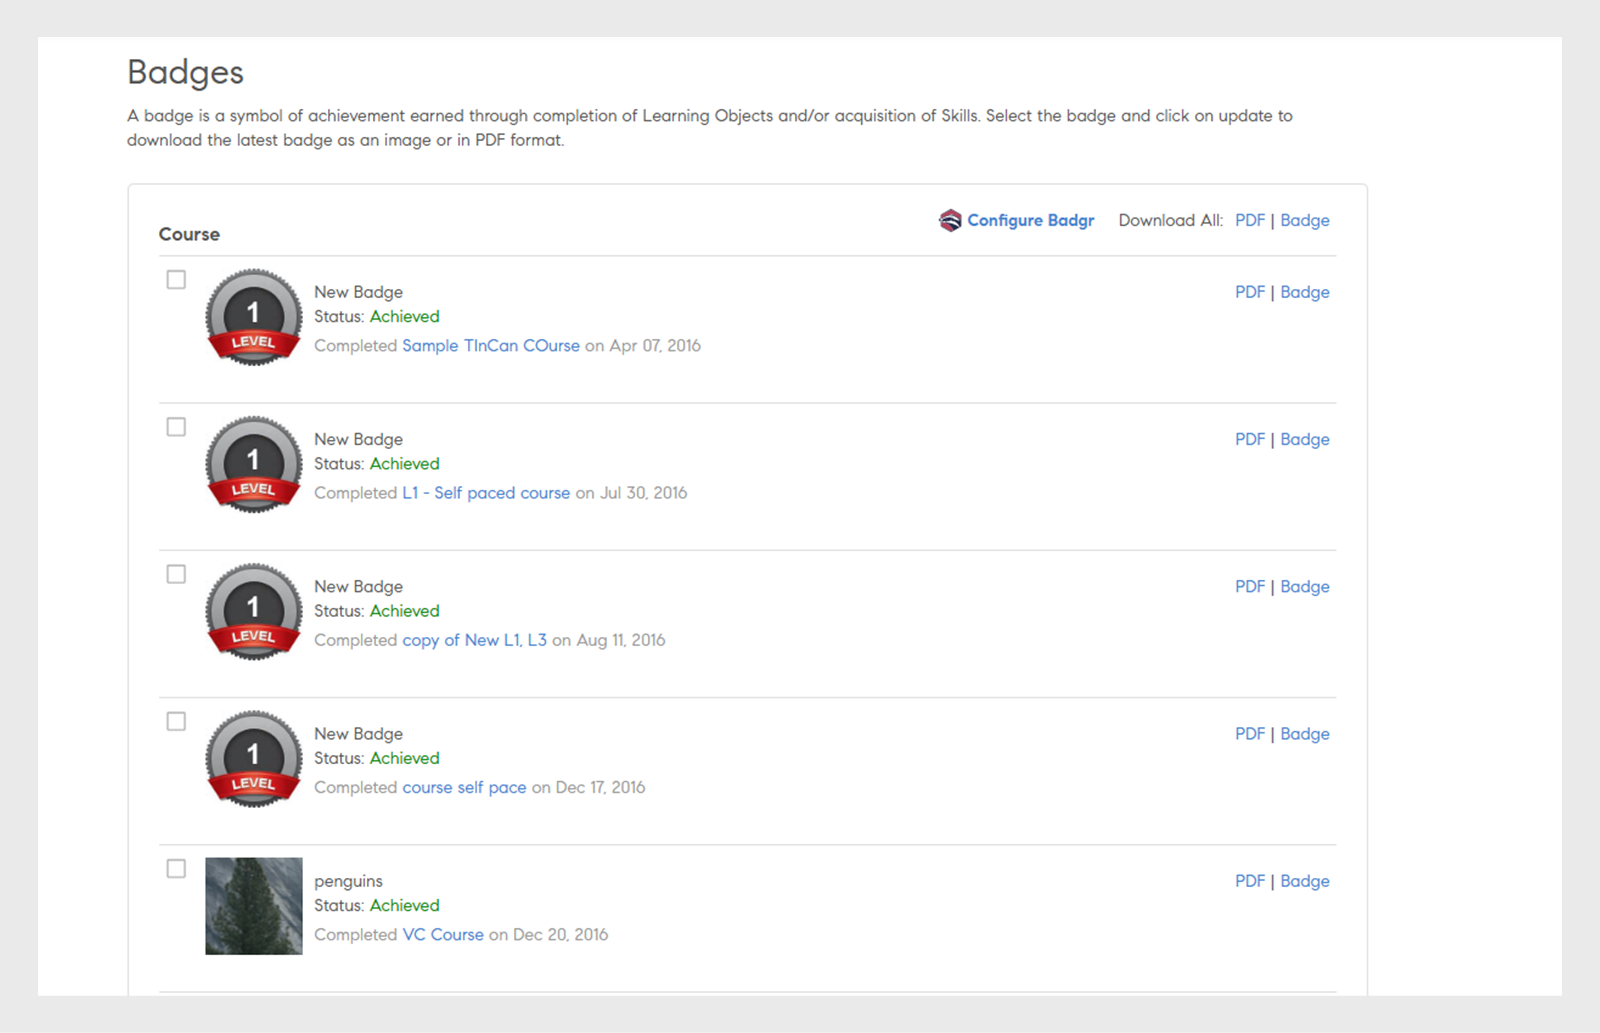 Badges
A badge is a symbol of achievement earned through completion of Learning Objects and/or acquisition of Skills. Select the badge and click on update to
download the latest badge as an image or in PDF format.
Configure Badgr Download All: PDF | Badge
Course
1
LEVEL
New Badge
PDF | Badge
Status: Achieved
Completed Sample TInCan COurse on Apr 07, 2016
1
LEVEL
New Badge
PDF | Badge
Status: Achieved
Completed L1 - Self paced course on Jul 30, 2016
1
LEVEL
New Badge
PDF | Badge
Status: Achieved
Completed copy of New L1, L3 on Aug 11, 2016
1
LEVEL
New Badge
PDF | Badge
Status: Achieved
Completed course self pace on Dec 17, 2016
penguins
PDF | Badge
Status: Achieved
Completed VC Course on Dec 20, 2016